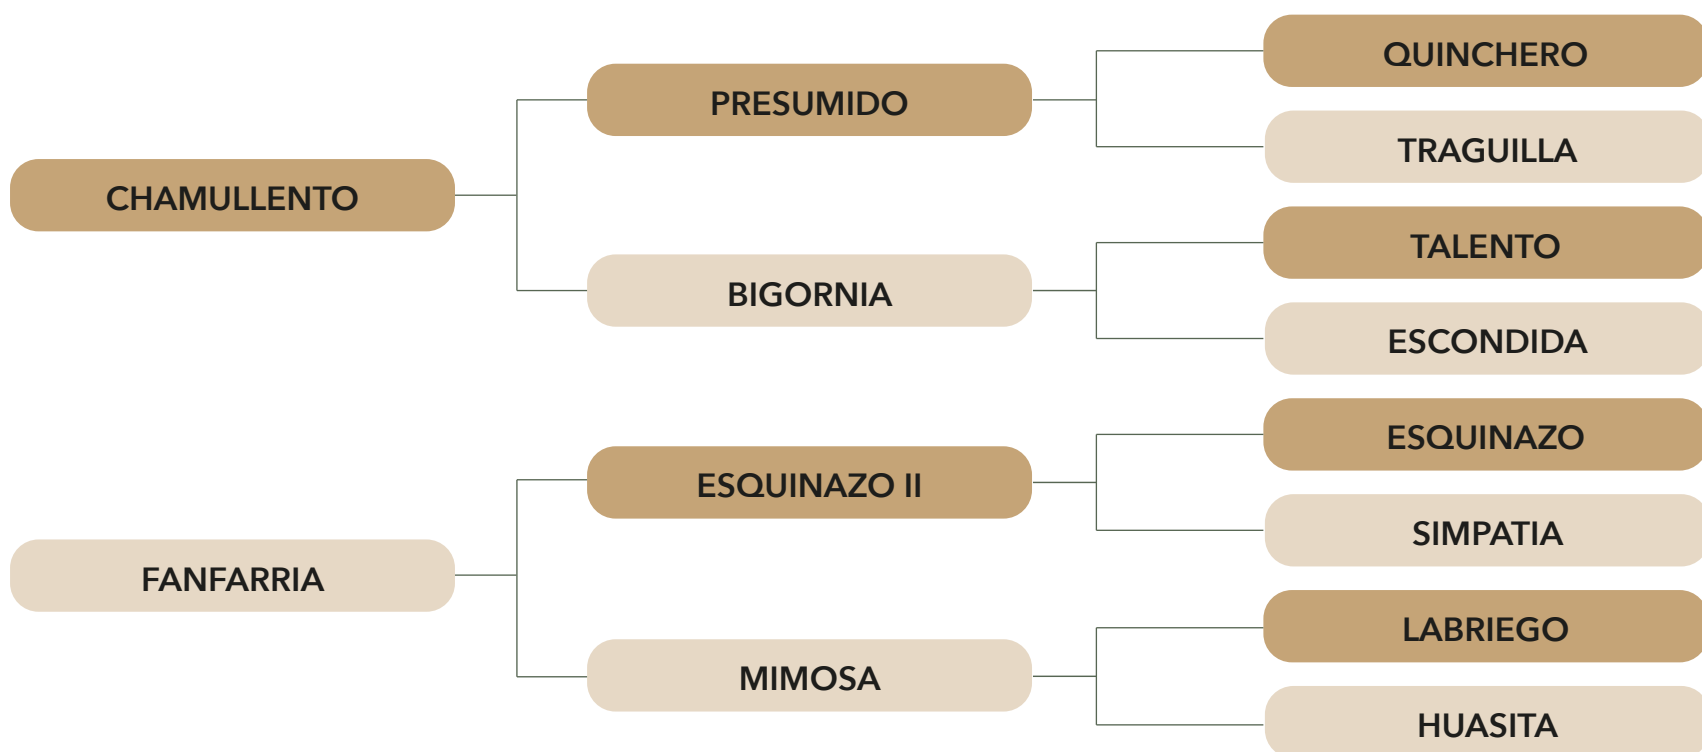 QUINCHERO
PRESUMIDO
TRAGUILLA
CHAMULLENTO
TALENTO
BIGORNIA
ESCONDIDA
ESQUINAZO
ESQUINAZO II
SIMPATIA
FANFARRIA
LABRIEGO
MIMOSA
HUASITA